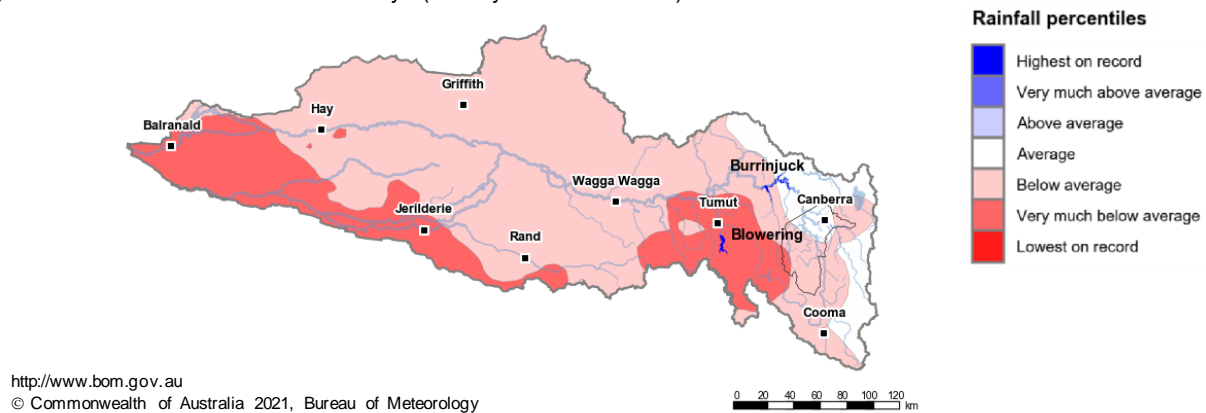 Rainfall percentiles
Highest on record
Very much above average
Above average
Average
Below average
Very much below average
Lowest on record
Griffith
Hay
Balranald
Burrinjuck
Wagga Wagga
Canberra
Tumut
Jerilderie
Blowering
Rand
Cooma
http://www.bom.gov.au
© Commonwealth of Australia 2021, Bureau of Meteorology
0 20 40 60 80 100 120
km